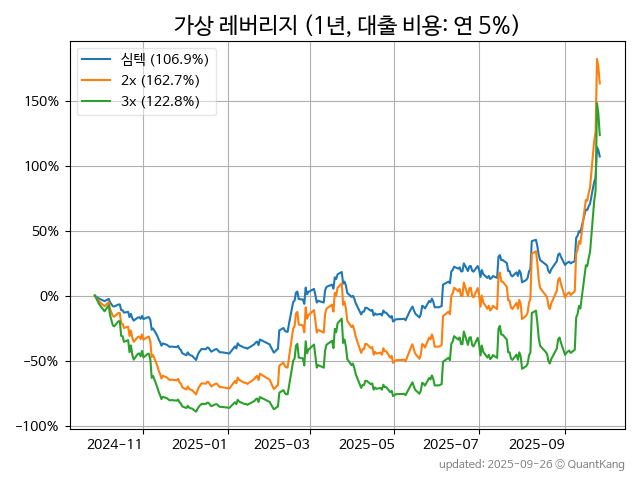 가상 레버리지 (1년, 대출 비용: 연 5%)
심텍 (106.9%)
2x (162.7%)
3x (122.8%)
150%
100%
50%
0%
−50%
−100%
2024-11 2025-01 2025-03 2025-05 2025-07 2025-09
updated: 2025-09-26 © QuantKang